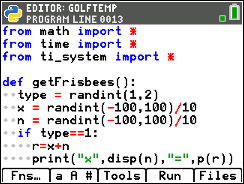 EDITOR: GOLFTEMP
PROGRAM LINE 0013
from math import *
from time import *
from ti_system import *
def getFrisbees():
type = randint(1,2)
x = randint(-100,100)/10
n = randint(-100,100)/10
if type==1:
r=x+n
print("x",disp(n),"=",p(r))
Fns… a A # Tools Run Files